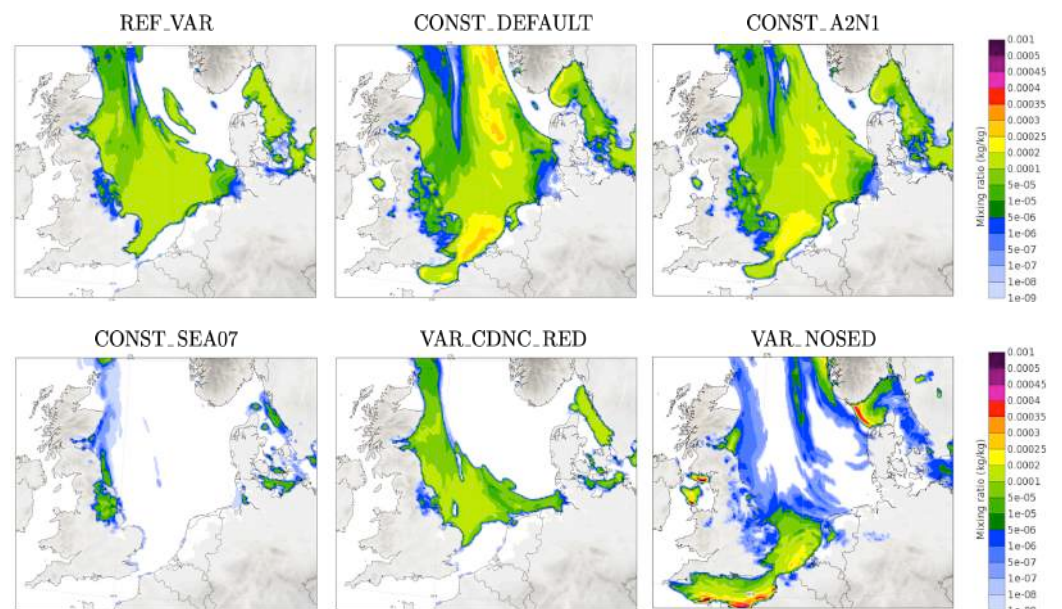 REF_VAR
CONST_DEFAULT
CONST_A2N1
0.001
0.0005
0.00045
0.0004
0.00035
0.0003
0.00025
0.0002
0.0001
5e-05
1e-05
5e-06
1e-06
5e-07
1e-07
1e-08
1e-09
Mixing ratio (kg/kg)
CONST_SEA07
VAR_CDNC_RED
VAR_NOSED
0.001
0.0005
0.00045
0.0004
0.00035
0.0003
0.00025
0.0002
0.0001
5e-05
1e-05
5e-06
1e-06
5e-07
1e-07
1e-08
1e-09
Mixing ratio (kg/kg)